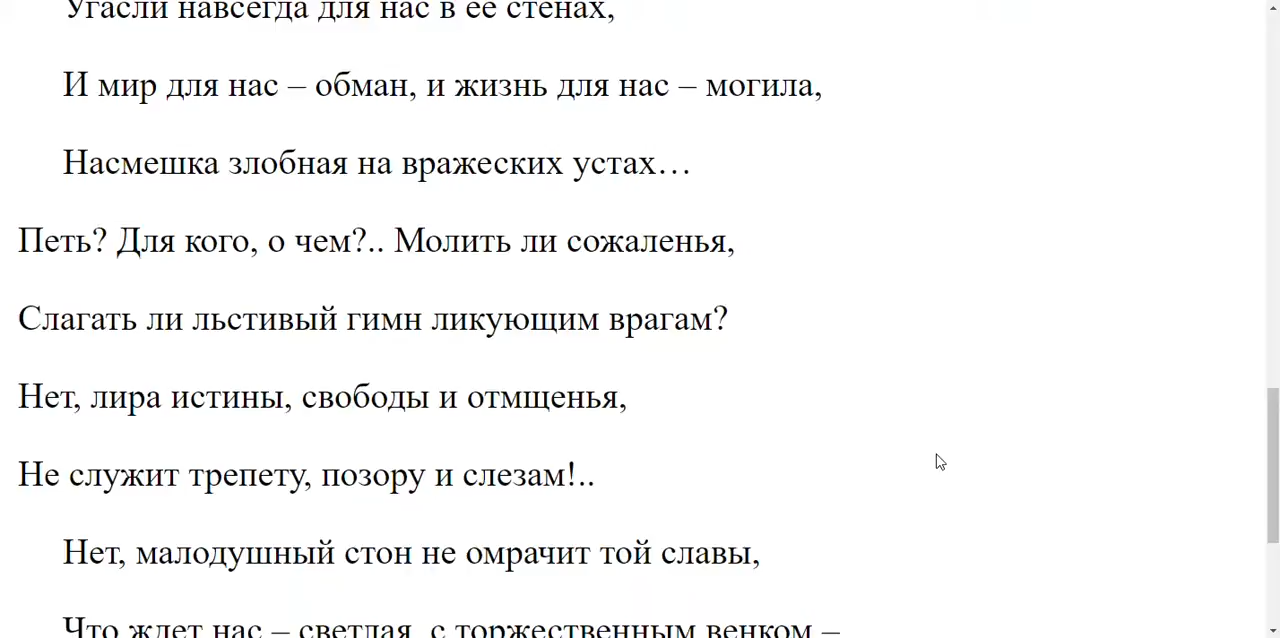 Угасли навсегда для нас в ее стенах,
И мир для нас – обман, и жизнь для нас – могила,
Насмешка злобная на вражеских устах…
Петь? Для кого, о чем?.. Молить ли сожаленья,
Слагать ли льстивый гимн ликующим врагам?
Нет, лира истины, свободы и отмщенья,
Не служит трепету, позору и слезам!..
Нет, малодушный стон не омрачит той славы,
Что ждет нас – светлая, с торжественным венком –